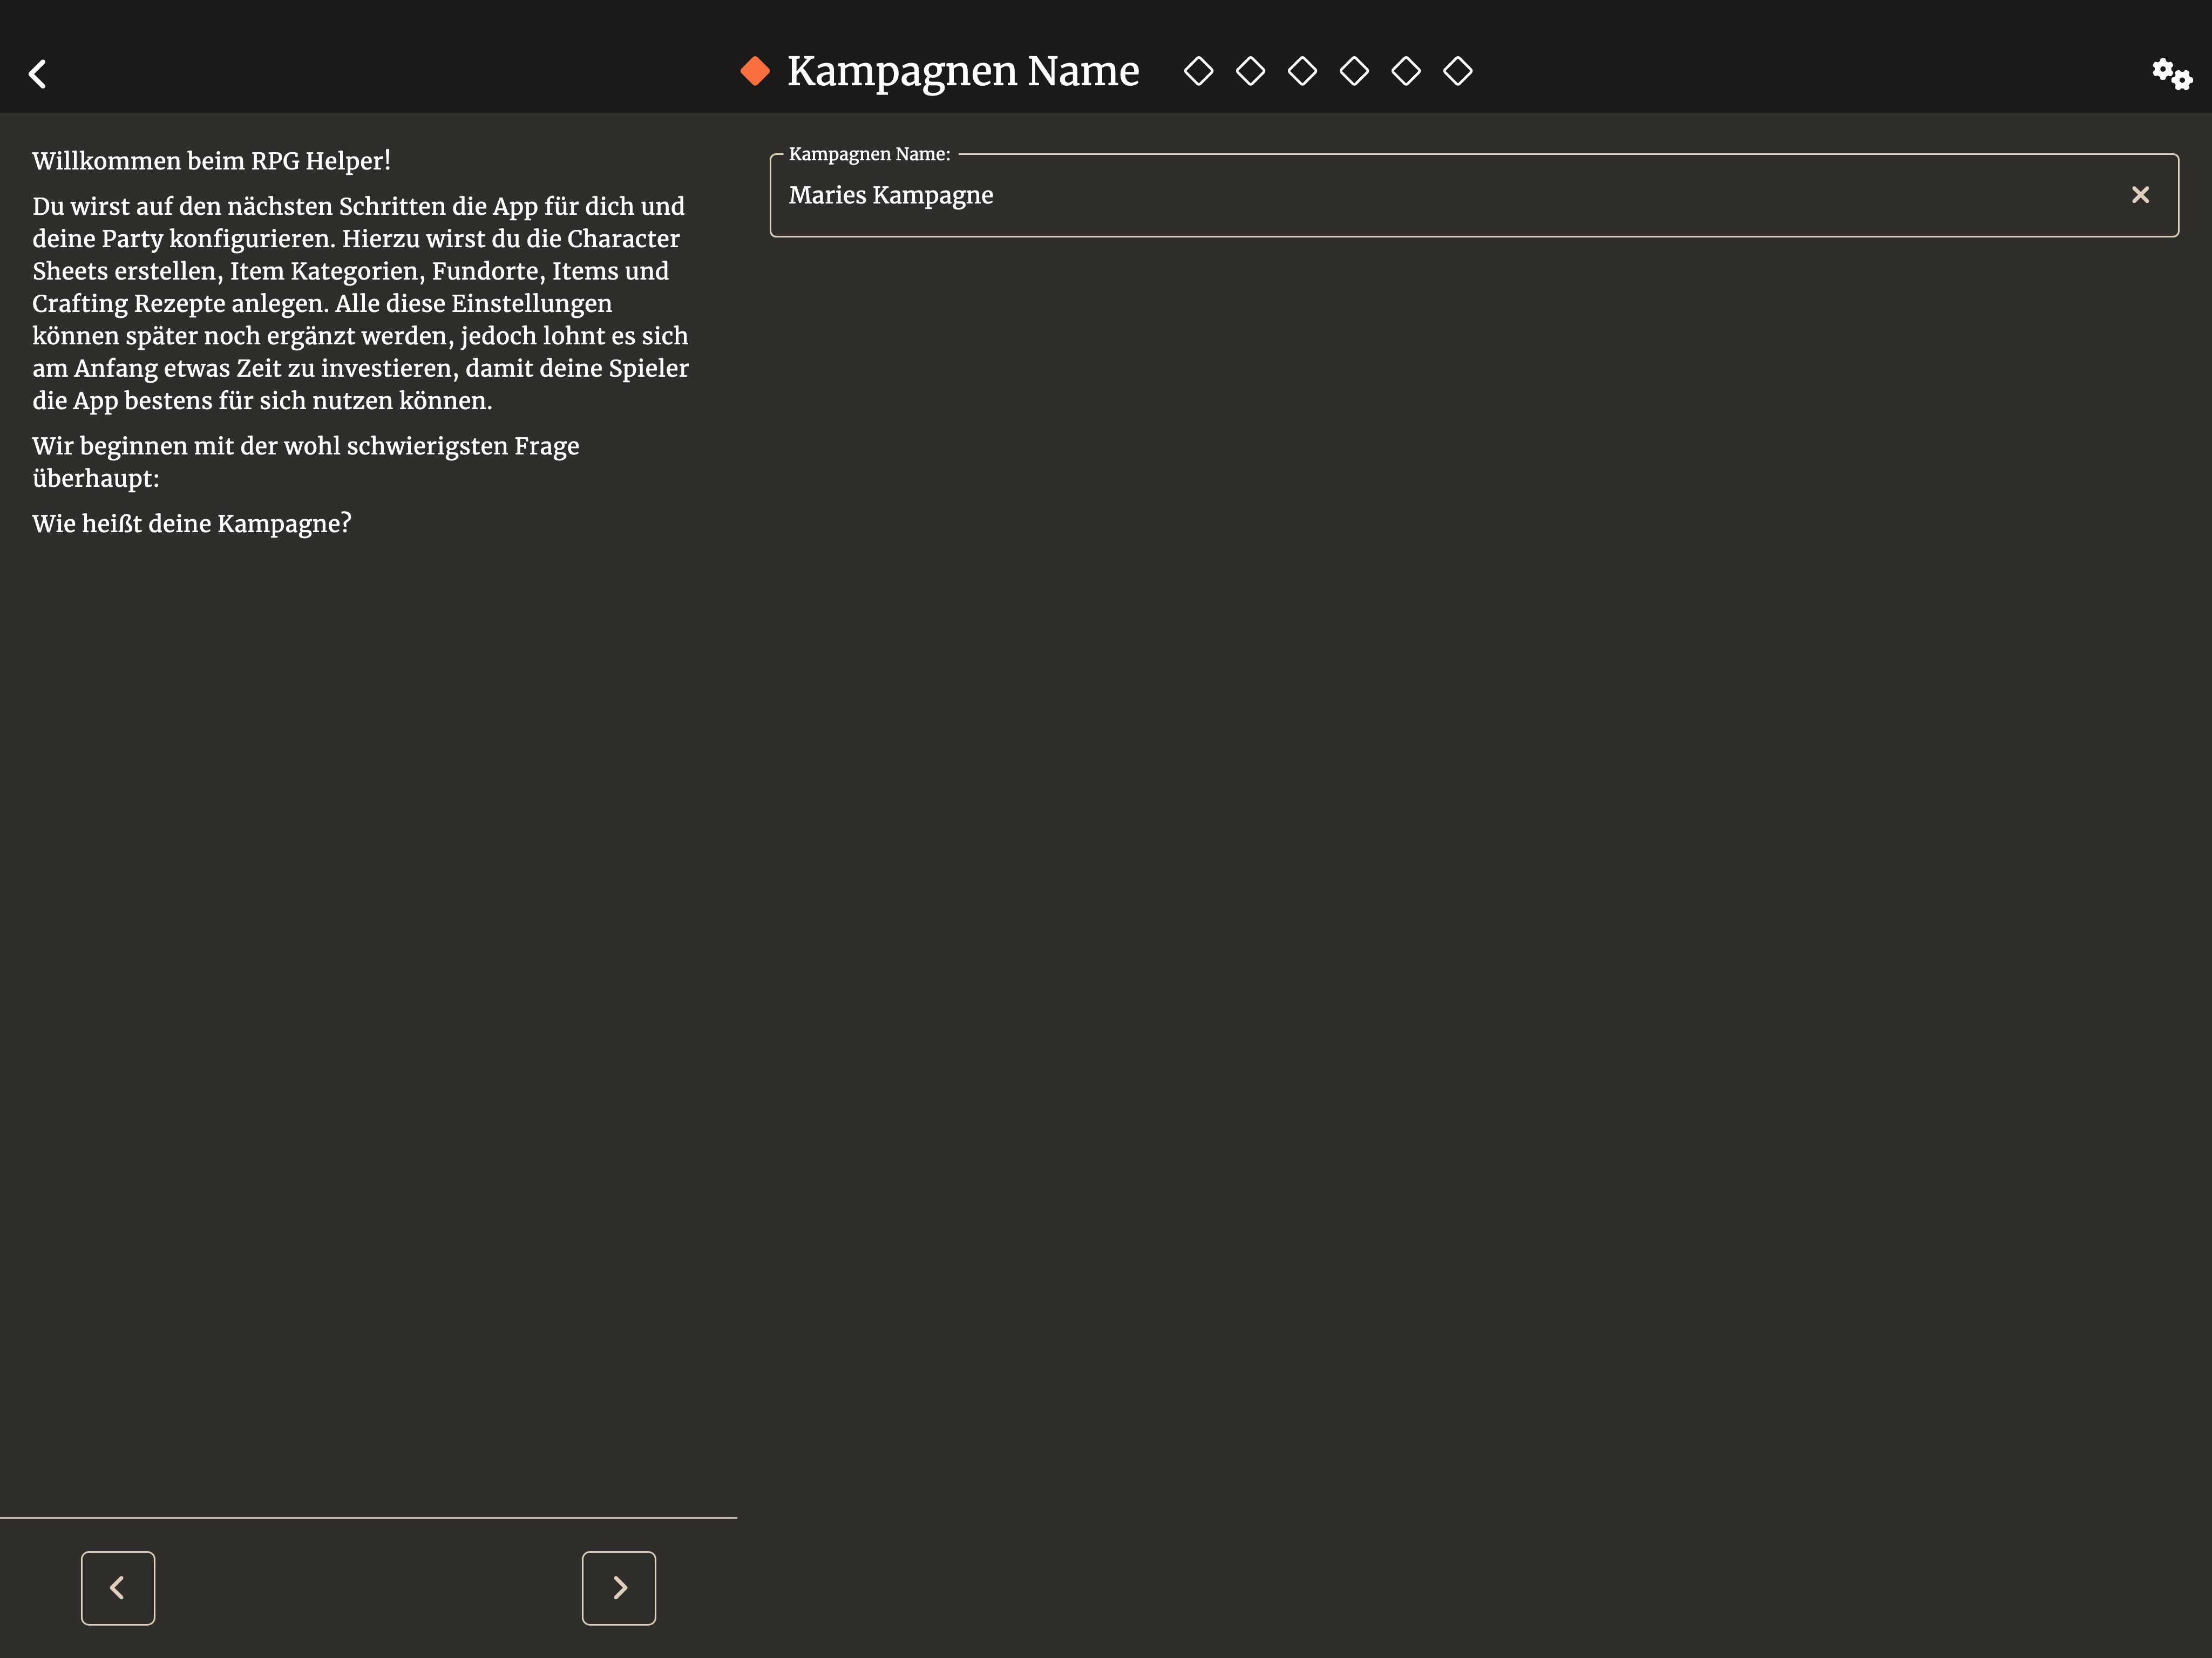 Kampagnen Name
Willkommen beim RPG Helper!
Du wirst auf den nächsten Schritten die App für dich und
deine Party konfigurieren. Hierzu wirst du die Character
Sheets erstellen, Item Kategorien, Fundorte, Items und
Crafting Rezepte anlegen. Alle diese Einstellungen
können später noch ergänzt werden, jedoch lohnt es sich
am Anfang etwas Zeit zu investieren, damit deine Spieler
die App bestens für sich nutzen können.
Wir beginnen mit der wohl schwierigsten Frage
überhaupt:
Wie heißt deine Kampagne?
Kampagnen Name:
Maries Kampagne